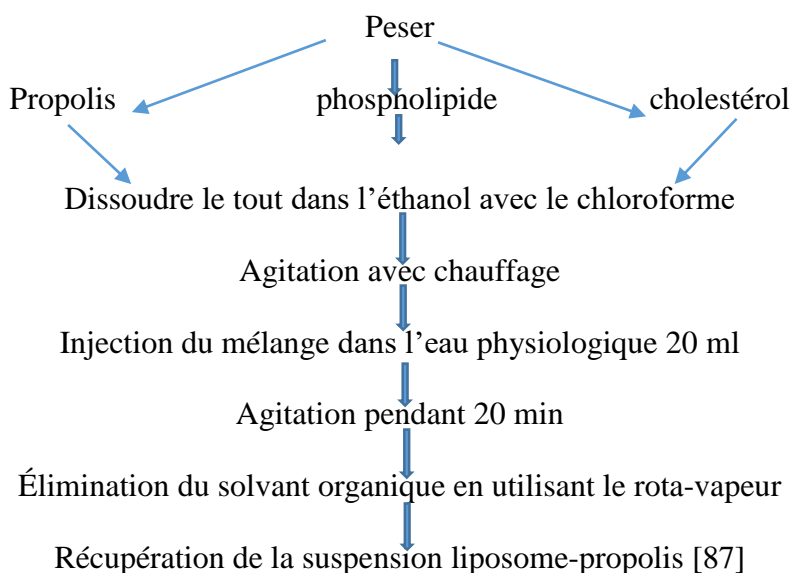 Peser
Propolis phospholipide cholestérol
Dissoudre le tout dans l’éthanol avec le chloroforme
Agitation avec chauffage
Injection du mélange dans l’eau physiologique 20 ml
Agitation pendant 20 min
Élimination du solvant organique en utilisant le rota-vapeur
Récupération de la suspension liposome-propolis [87]